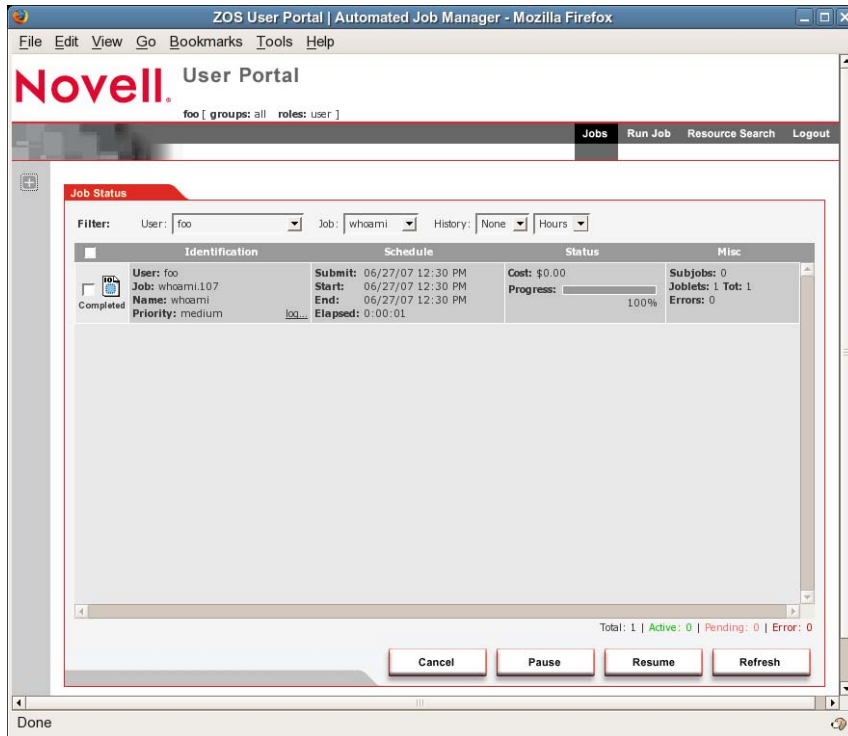 ZOS User Portal | Automated Job Manager - Mozilla Firefox
File Edit View Go Bookmarks Tools Help
Novell. User Portal
foo [ groups: all roles: user ]
Jobs Run Job Resource Search Logout
Job Status
Filter: User: foo Job: whoami History: None Hours
Identification Schedule Status Misc
User: foo Submit: 06/27/07 12:30 PM Cost: $0.00 Subjobs: 0
Job: whoami.107 Start: 06/27/07 12:30 PM Progress: Joblets: 1 Tot: 1
Completed Name: whoami End: 06/27/07 12:30 PM 100% Errors: 0
Priority: medium log... Elapsed: 0:00:01
Total: 1 | Active: 0 | Pending: 0 | Error: 0
Cancel Pause Resume Refresh
Done